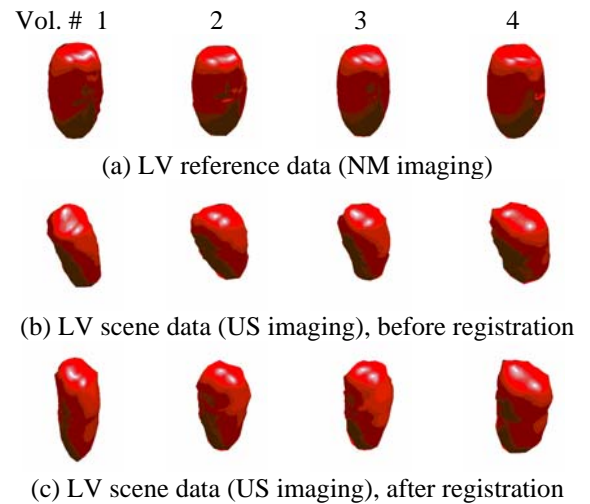 Vol. # 1 2 3 4
(a) LV reference data (NM imaging)
(b) LV scene data (US imaging), before registration
(c) LV scene data (US imaging), after registration